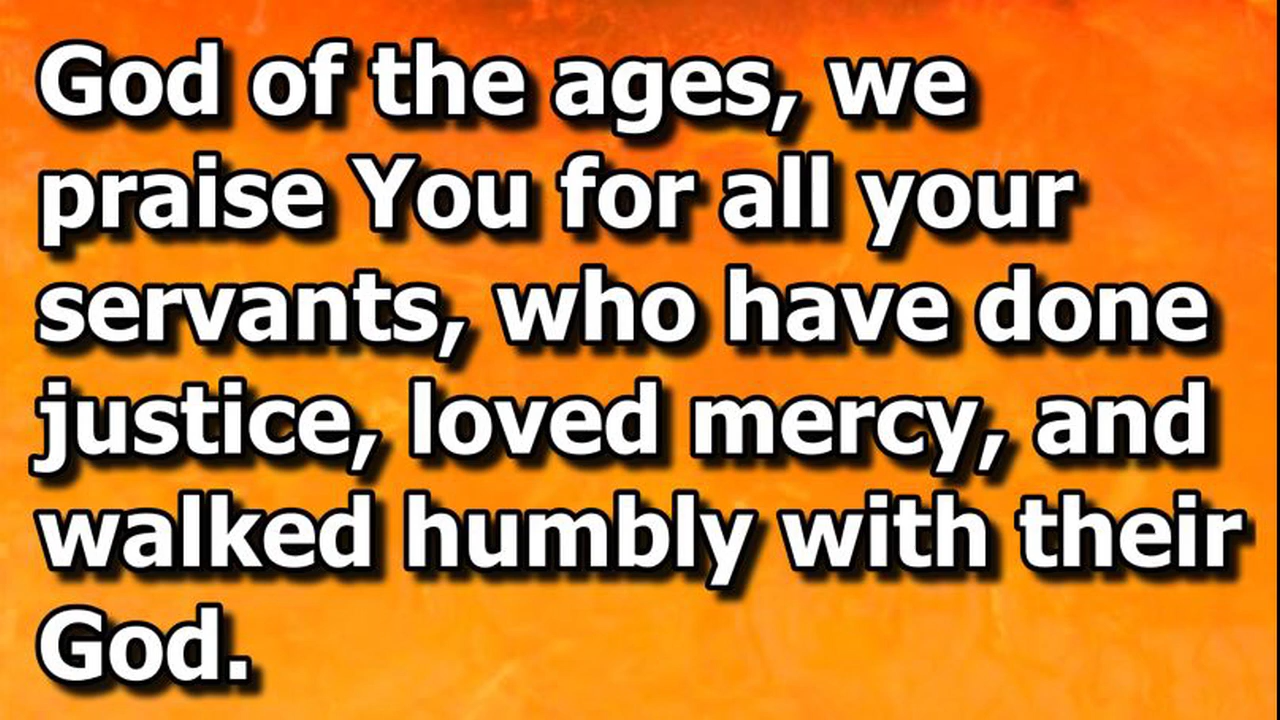 God of the ages, we
praise You for all your
servants, who have done
justice, loved mercy, and
walked humbly with their
God.